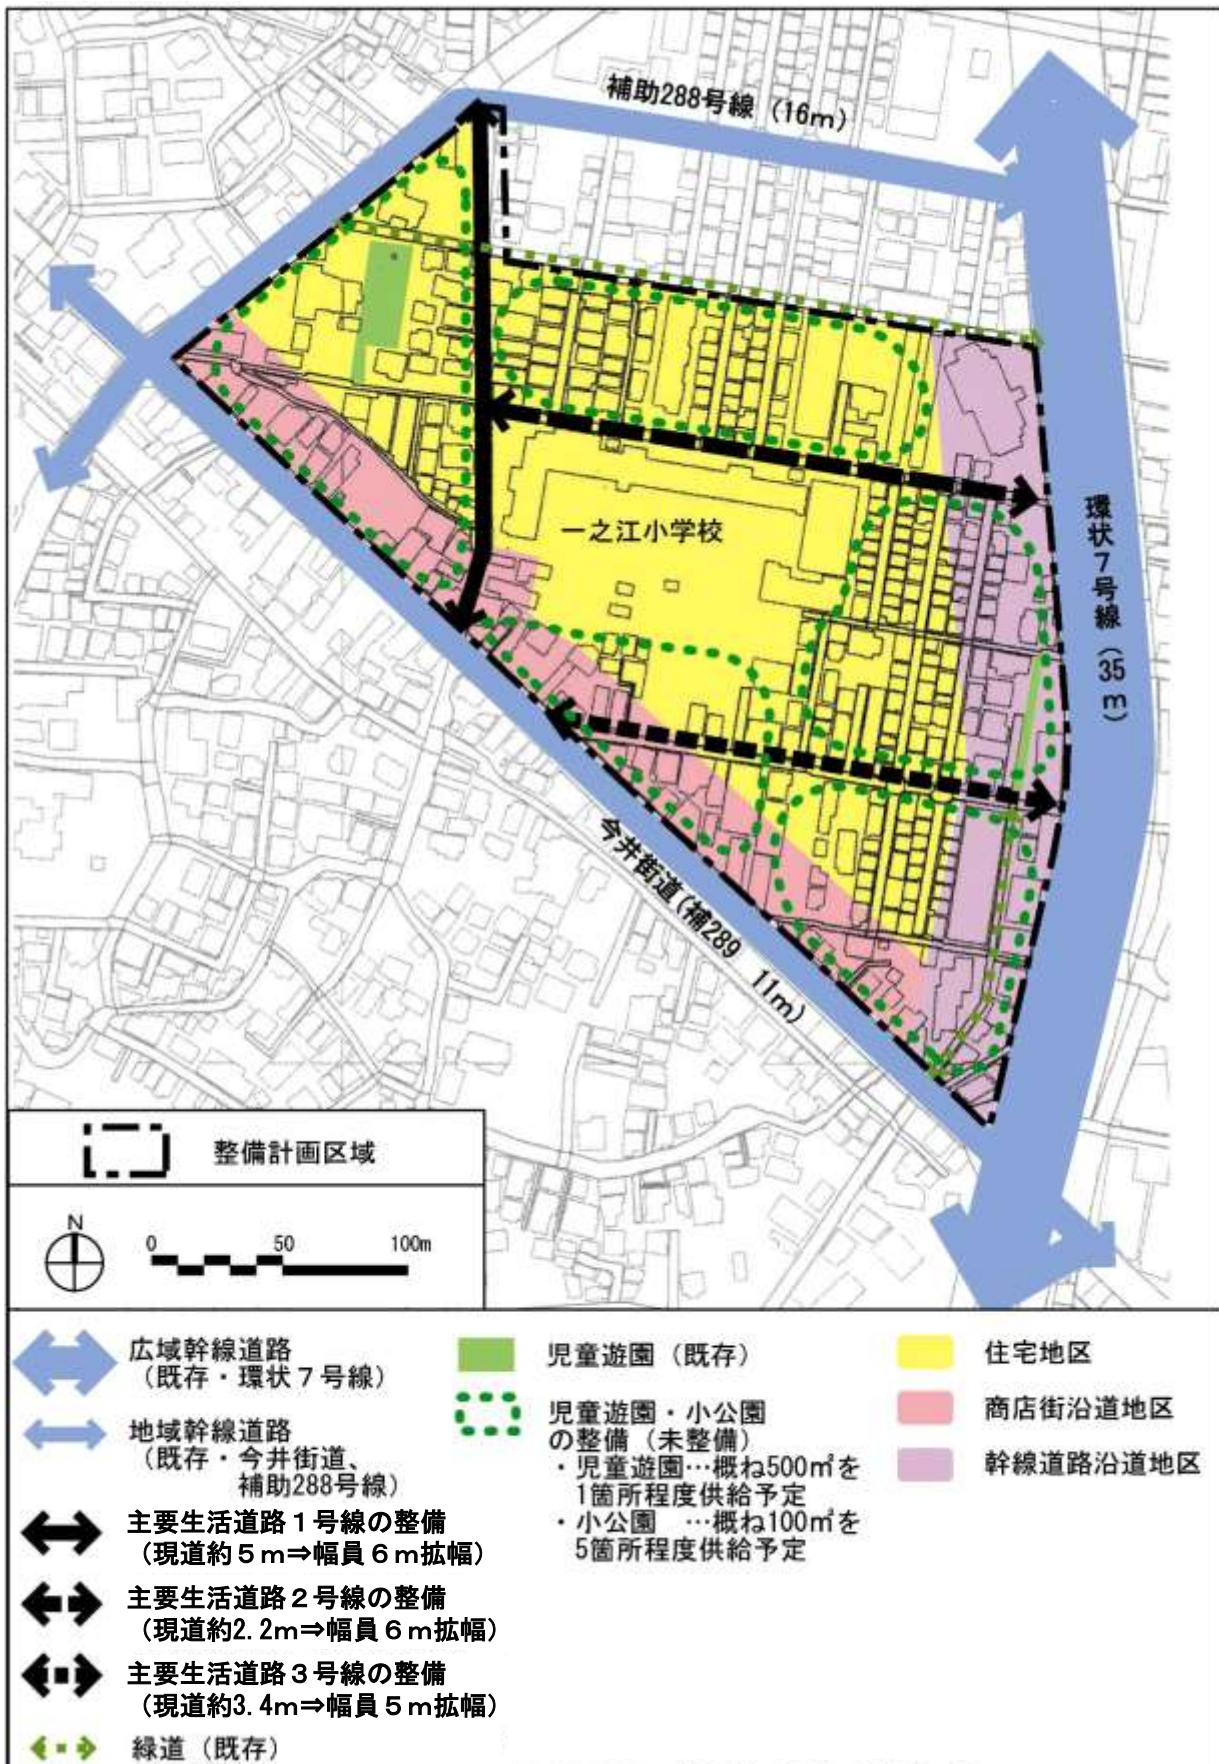 補助288号線（16m）
一之江小学校
環状７号線（35ｍ）
今井街道（補289　11m）
整備計画区域
N
0 50 100m
広域幹線道路
（既存・環状７号線）
地域幹線道路
（既存・今井街道、
補助288号線）
主要生活道路１号線の整備
（現道約５ｍ⇒幅員６ｍ拡幅）
主要生活道路２号線の整備
（現道約2.2ｍ⇒幅員６ｍ拡幅）
主要生活道路３号線の整備
（現道約3.4ｍ⇒幅員５ｍ拡幅）
緑道（既存）
児童遊園（既存）
児童遊園・小公園
の整備（未整備）
・児童遊園…概ね500㎡を
1箇所程度供給予定
・小公園　…概ね100㎡を
5箇所程度供給予定
住宅地区
商店街沿道地区
幹線道路沿道地区